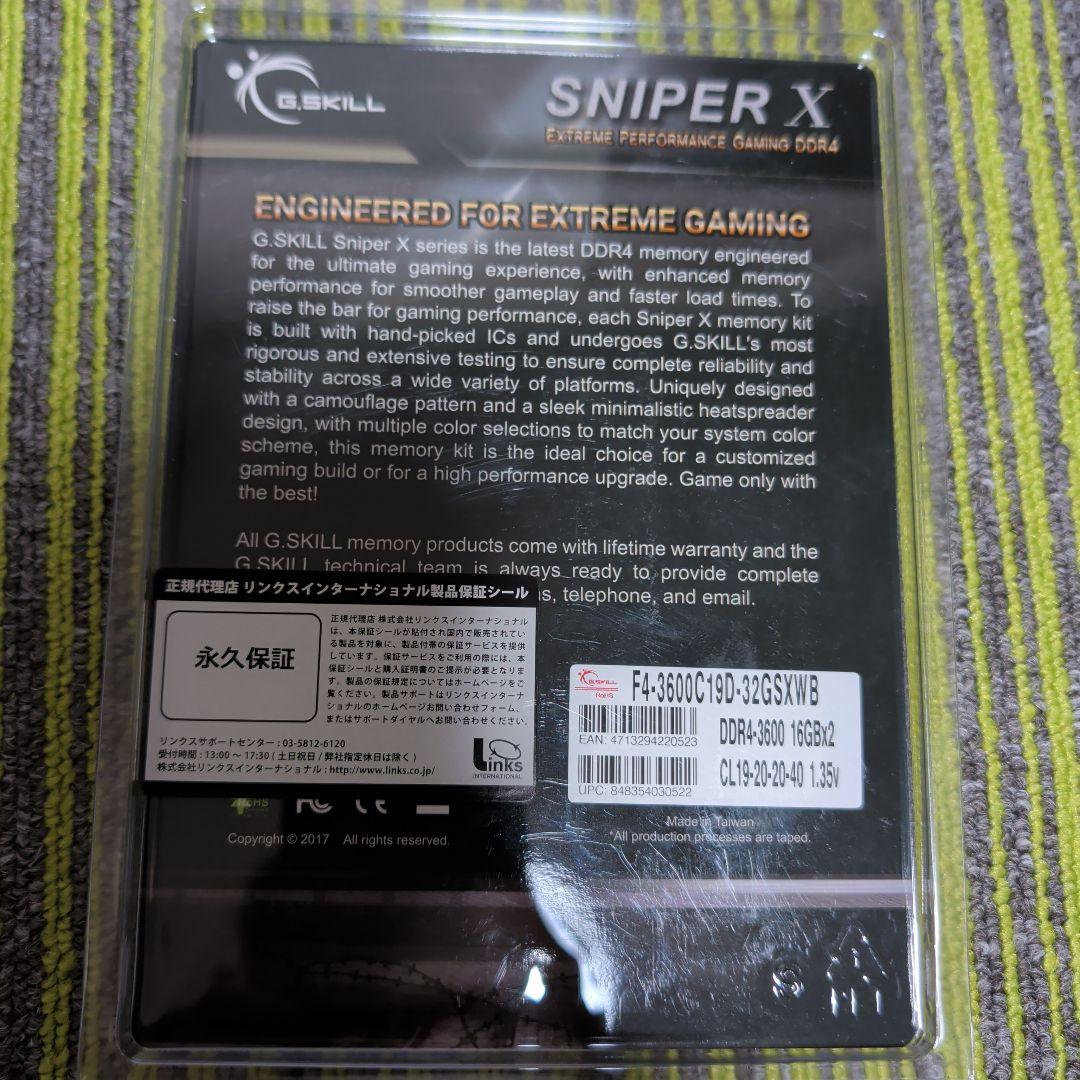 G.SKILL
SNIPER X
EXTREME PERFORMANCE GAMING DDR4
ENGINEERED FOR EXTREME GAMING
G.SKILL Sniper X series is the latest DDR4 memory engineered
for the ultimate gaming experience, with enhanced memory
performance for smoother gameplay and faster load times. To
raise the bar for gaming performance, each Sniper X memory kit
is built with hand-picked ICs and undergoes G.SKILL's most
rigorous and extensive testing to ensure complete reliability and
stability across a wide variety of platforms. Uniquely designed
with a camouflage pattern and a sleek minimalistic heatspreader
design, with multiple color selections to match your system color
scheme, this memory kit is the ideal choice for a customized
gaming build or for a high performance upgrade. Game only with
the best!
All G.SKILL memory products come with lifetime warranty and the
G.SKILL technical team is always ready to provide complete
telephone, and email.
正規代理店 リンクスインターナショナル製品保証シール
永久保証
正規代理店 株式会社リンクスインターナショナル
は、本保証シールが貼付され国内で販売されてい
る製品を対象に、製品付帯の保証サービスを提供
しています。保証サービスをご利用の際には、本
保証シールと購入証明書のご提示が必要となりま
す。製品の保証規定についてはホームページをご
覧ください。製品サポートはリンクスインターナ
ショナルのホームページお問い合わせフォーム、
またはサポートダイヤルへお問い合わせください。
リンクスサポートセンター : 03-5812-6120
受付時間 : 13:00 ～ 17:30 ( 土日祝日 / 弊社指定休日は除く )
株式会社リンクスインターナショナル : http://www.links.co.jp/
Links
INTERNATIONAL
G.SKILL
RoHS
F4-3600C19D-32GSXWB
DDR4-3600 16GBx2
EAN: 4713294220523
CL19-20-20-40 1.35v
UPC: 848354030522
RoHS
FC CE
Made in Taiwan
*All production processes are taped.
Copyright © 2017 All rights reserved.